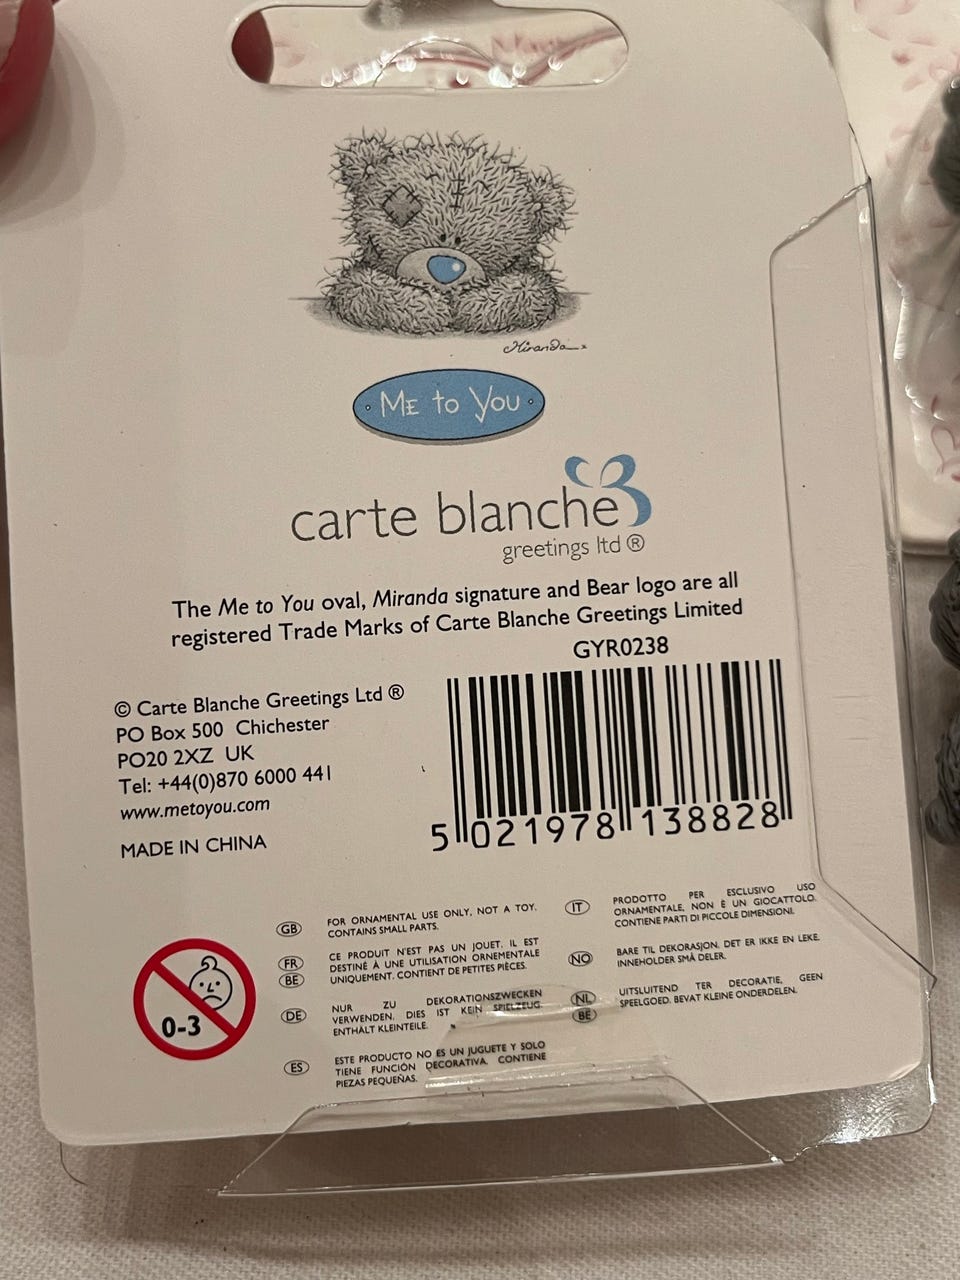 Miranda x
ME to You
carte blanche
greetings ltd ®
The Me to You oval, Miranda signature and Bear logo are all
registered Trade Marks of Carte Blanche Greetings Limited
GYR0238
© Carte Blanche Greetings Ltd ®
PO Box 500 Chichester
PO20 2XZ UK
Tel: +44(0)870 6000 441
www.metoyou.com
MADE IN CHINA
5 021978 138828
0-3
GB
FOR ORNAMENTAL USE ONLY, NOT A TOY.
CONTAINS SMALL PARTS.
FR
BE
CE PRODUIT N'EST PAS UN JOUET. IL EST
DESTINÉ À UNE UTILISATION ORNEMENTALE
UNIQUEMENT. CONTIENT DE PETITES PIÈCES.
DE
NUR ZU DEKORATIONSZWECKEN
VERWENDEN. DIES IST KEIN SPIELZEUG.
ENTHÄLT KLEINTEILE.
ES
ESTE PRODUCTO NO ES UN JUGUETE Y SOLO
TIENE FUNCIÓN DECORATIVA. CONTIENE
PIEZAS PEQUEÑAS.
IT
PRODOTTO PER ESCLUSIVO USO
ORNAMENTALE. NON È UN GIOCATTOLO.
CONTIENE PARTI DI PICCOLE DIMENSIONI.
NO
BARE TIL DEKORASJON. DET ER IKKE EN LEKE.
INNEHOLDER SMÅ DELER.
NL
BE
UITSLUITEND TER DECORATIE, GEEN
SPEELGOED. BEVAT KLEINE ONDERDELEN.